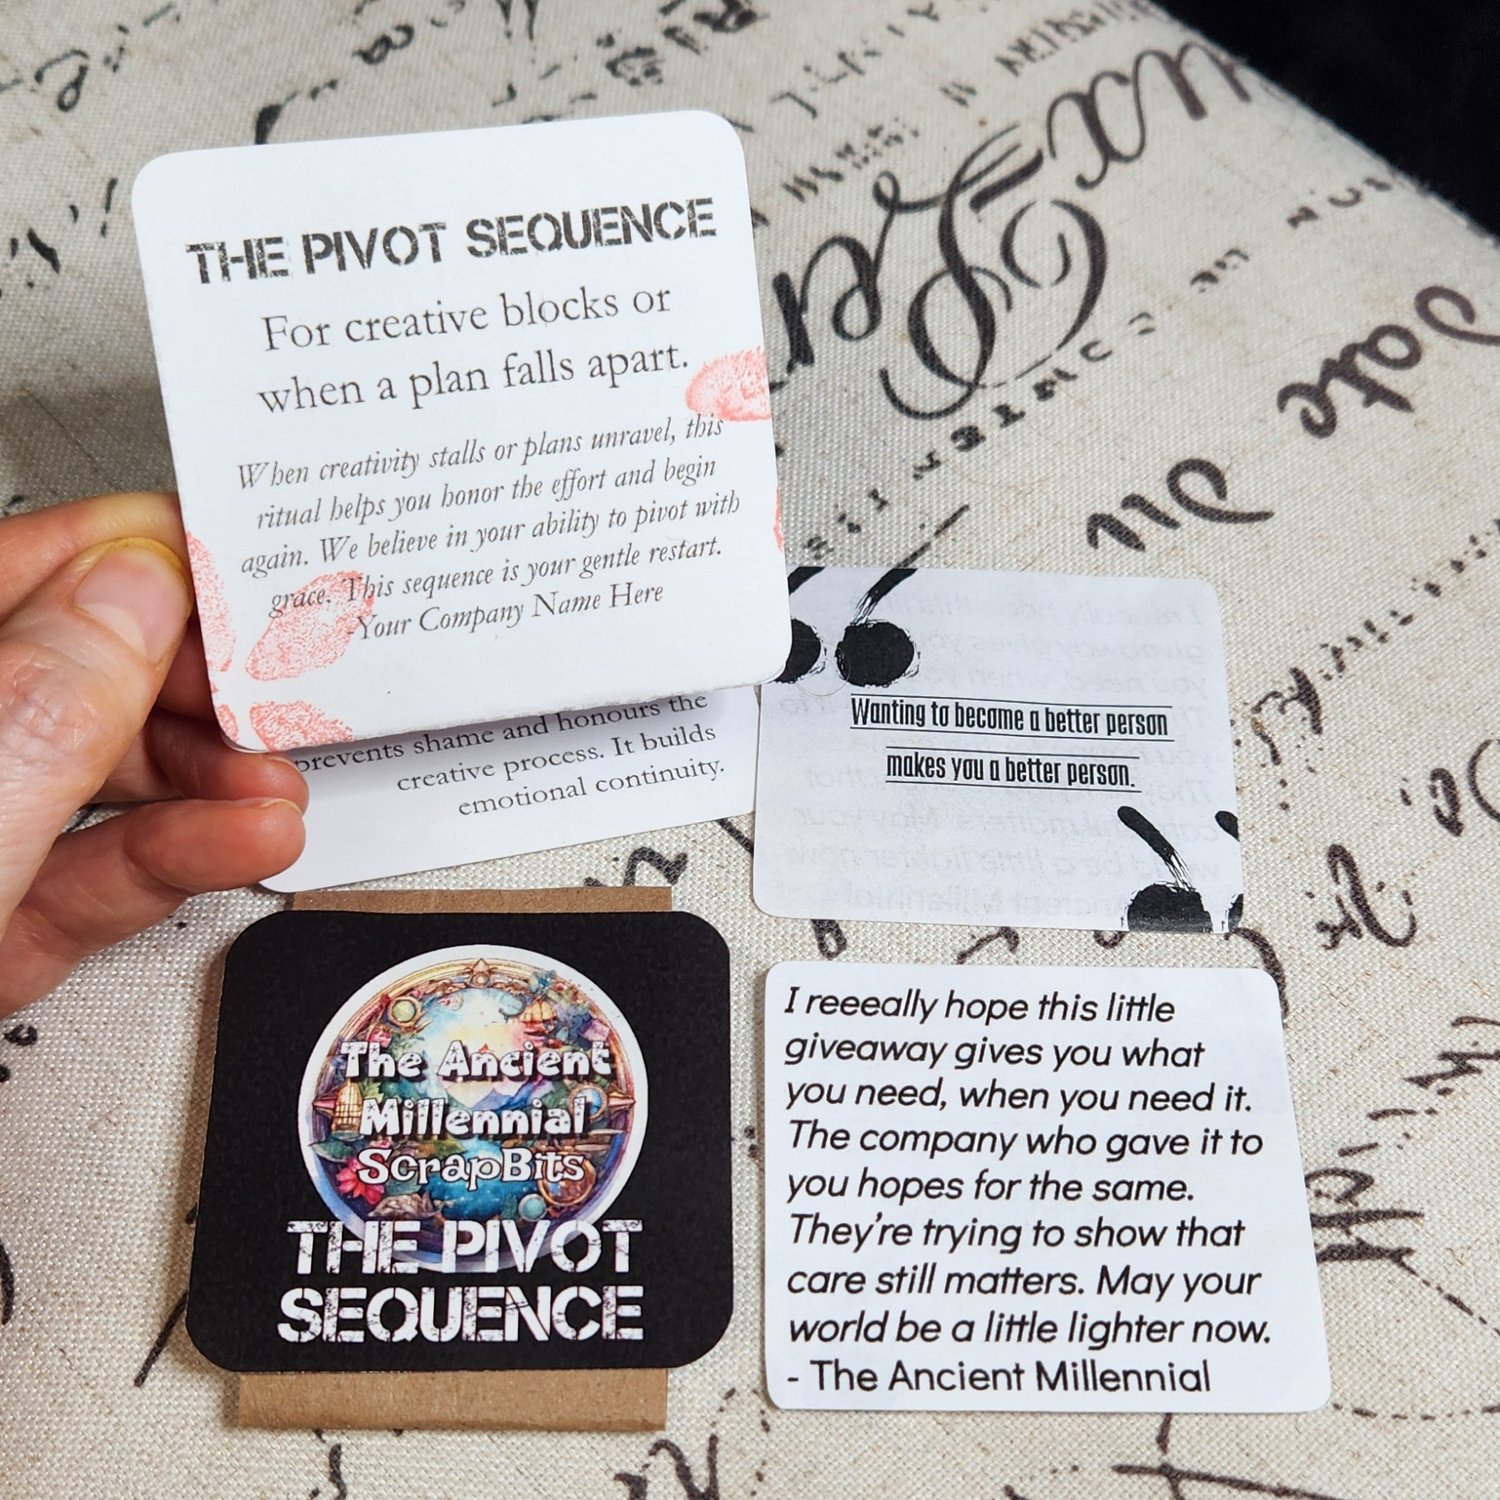 THE PIVOT SEQUENCE
For creative blocks or
when a plan falls apart.
When creativity stalls or plans unravel, this
ritual helps you honor the effort and begin
again. We believe in your ability to pivot with
grace. This sequence is your gentle restart.
-Your Company Name Here
prevents shame and honours the
creative process. It builds
emotional continuity.
Wanting to become a better person
makes you a better person.
The Ancient
Millennial
ScrapBits
THE PIVOT
SEQUENCE
I reeeally hope this little
giveaway gives you what
you need, when you need it.
The company who gave it to
you hopes for the same.
They're trying to show that
care still matters. May your
world be a little lighter now.
- The Ancient Millennial